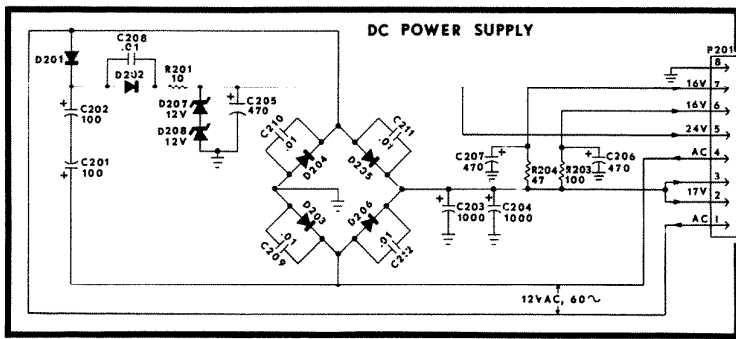 DC POWER SUPPLY
P201
C208
.01
D201
R201
10
D202
D207
12V
D208
12V
C205
470
C202
100
C201
100
C210
.01
C211
.01
D204
D205
D203
D206
.01
C209
.01
C212
8
16V 7
16V 6
24V 5
AC 4
3
17V 2
AC 1
C207
470
R204
47
R203
100
C206
470
C203
1000
C204
1000
12VAC, 60~
+
+
+
+
+
+
+